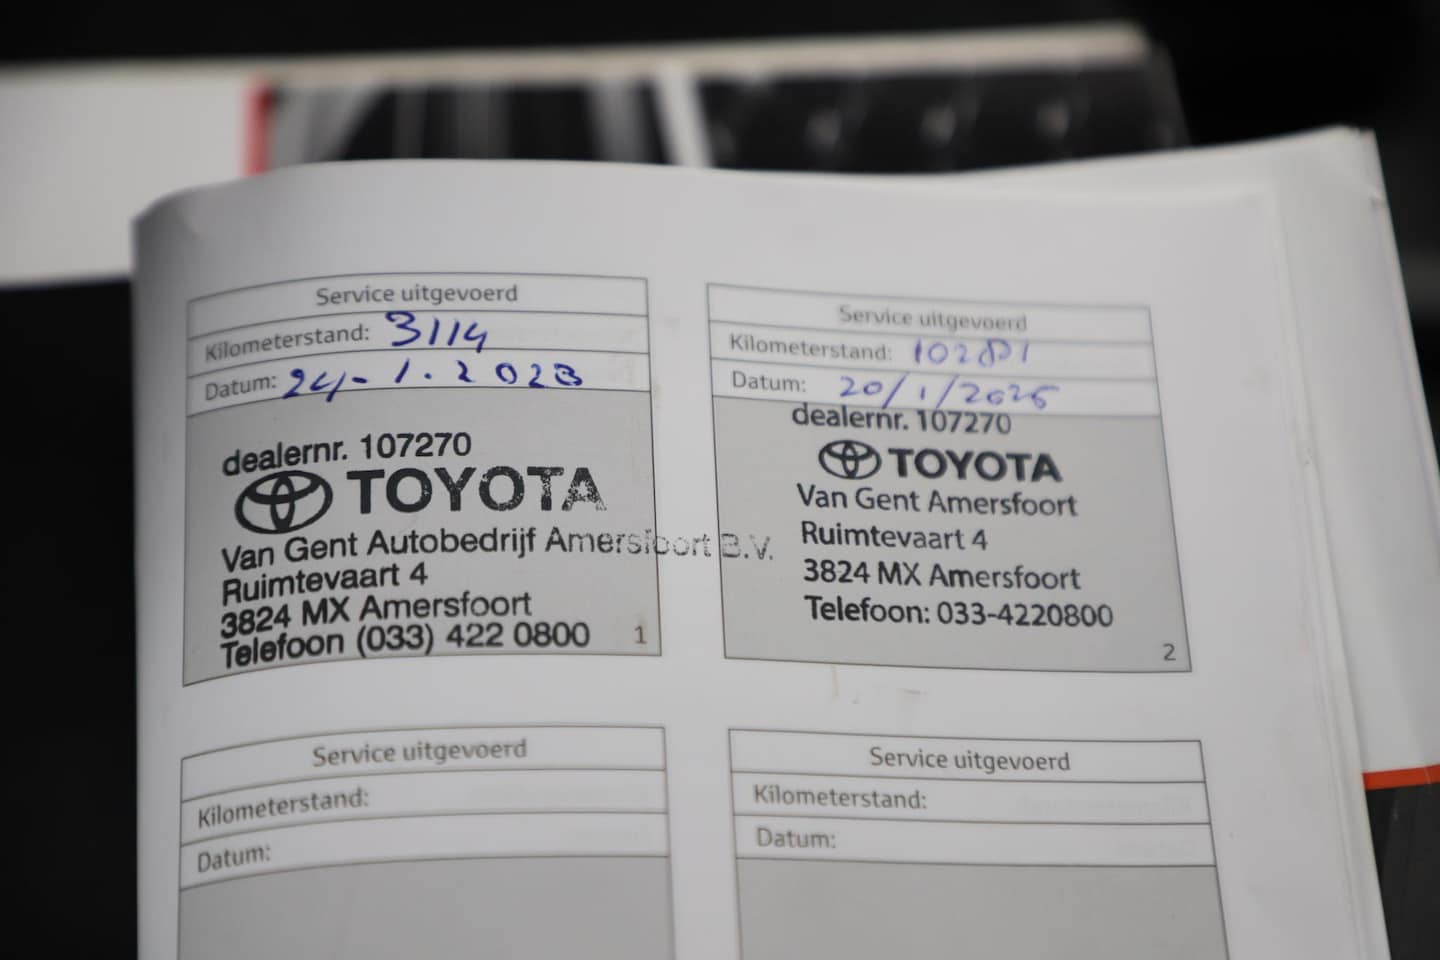 Service uitgevoerd
Kilometerstand: 3114
Datum: 24-1.2023
dealernr. 107270
TOYOTA
Van Gent Autobedrijf Amersfoort B.V.
Ruimtevaart 4
3824 MX Amersfoort
Telefoon (033) 422 0800
1
Service uitgevoerd
Kilometerstand: 10281
Datum: 20/1/2025
dealernr. 107270
TOYOTA
Van Gent Amersfoort
Ruimtevaart 4
3824 MX Amersfoort
Telefoon: 033-4220800
2
Service uitgevoerd
Kilometerstand:
Datum:
Service uitgevoerd
Kilometerstand:
Datum: